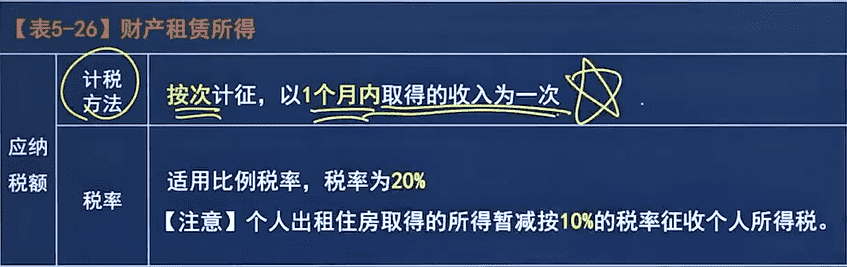 【表5-26】财产租赁所得
计税
方法
按次计征，以1个月内取得的收入为一次
应纳
税额
税率
适用比例税率，税率为20%
【注意】个人出租住房取得的所得暂减按10%的税率征收个人所得税。